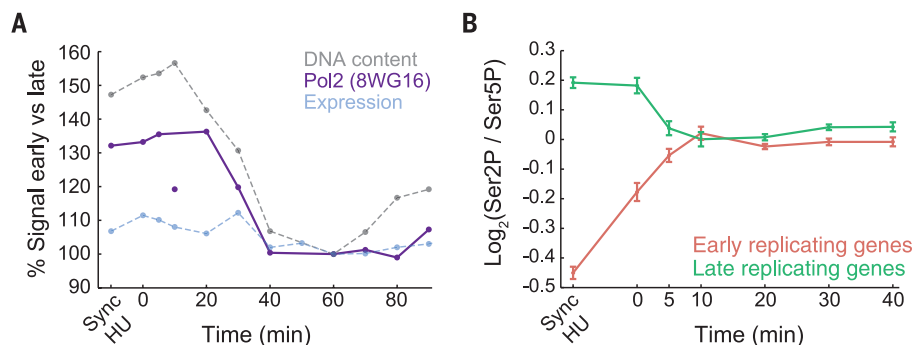 A
% Signal early vs late
160
150
140
130
120
110
100
90
DNA content
Pol2 (8WG16)
Expression
Sync
HU
0
20
40
60
80
Time (min)
B
Log2(Ser2P / Ser5P)
0.3
0.2
0.1
0
-0.1
-0.2
-0.3
-0.4
-0.5
Early replicating genes
Late replicating genes
Sync
HU
0
5
10
20
30
40
Time (min)